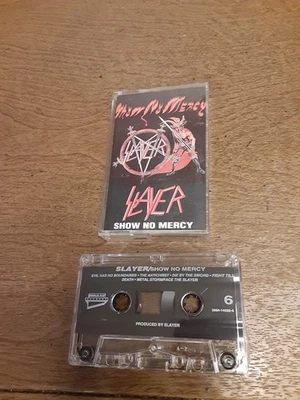 Show No Mercy
SLAYER
SLAYER
SHOW NO MERCY
SLAYER/SHOW NO MERCY
EVIL HAS NO BOUNDARIES • THE ANTICHRIST • DIE BY THE SWORD • FIGHT TILL
DEATH • METAL STORM/FACE THE SLAYER
6
PRODUCED BY SLAYER